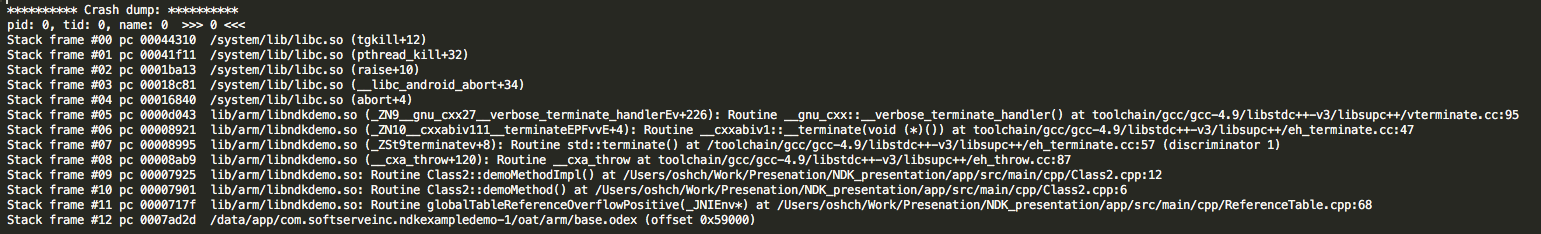 ********** Crash dump: **********
pid: 0, tid: 0, name: 0  >>> 0 <<<
Stack frame #00 pc 00044310  /system/lib/libc.so (tgkill+12)
Stack frame #01 pc 00041f11  /system/lib/libc.so (pthread_kill+32)
Stack frame #02 pc 0001ba13  /system/lib/libc.so (raise+10)
Stack frame #03 pc 00018c81  /system/lib/libc.so (__libc_android_abort+34)
Stack frame #04 pc 00016840  /system/lib/libc.so (abort+4)
Stack frame #05 pc 0000d043  lib/arm/libndkdemo.so (_ZN9__gnu_cxx27__verbose_terminate_handlerEv+226): Routine __gnu_cxx::__verbose_terminate_handler() at toolchain/gcc/gcc-4.9/libstdc++-v3/libsupc++/vterminate.cc:95
Stack frame #06 pc 00008921  lib/arm/libndkdemo.so (_ZN10__cxxabiv111__terminateEPFvvE+4): Routine __cxxabiv1::__terminate(void (*)()) at toolchain/gcc/gcc-4.9/libstdc++-v3/libsupc++/eh_terminate.cc:47
Stack frame #07 pc 00008995  lib/arm/libndkdemo.so (_ZSt9terminatev+8): Routine std::terminate() at /toolchain/gcc/gcc-4.9/libstdc++-v3/libsupc++/eh_terminate.cc:57 (discriminator 1)
Stack frame #08 pc 00008ab9  lib/arm/libndkdemo.so (__cxa_throw+120): Routine __cxa_throw at toolchain/gcc/gcc-4.9/libstdc++-v3/libsupc++/eh_throw.cc:87
Stack frame #09 pc 00007925  lib/arm/libndkdemo.so: Routine Class2::demoMethodImpl() at /Users/oshch/Work/Presenation/NDK_presentation/app/src/main/cpp/Class2.cpp:12
Stack frame #10 pc 00007901  lib/arm/libndkdemo.so: Routine Class2::demoMethod() at /Users/oshch/Work/Presenation/NDK_presentation/app/src/main/cpp/Class2.cpp:6
Stack frame #11 pc 0000717f  lib/arm/libndkdemo.so: Routine globalTableReferenceOverflowPositive(_JNIEnv*) at /Users/oshch/Work/Presenation/NDK_presentation/app/src/main/cpp/ReferenceTable.cpp:68
Stack frame #12 pc 0007ad2d  /data/app/com.softserveinc.ndkexampledemo-1/oat/arm/base.odex (offset 0x59000)